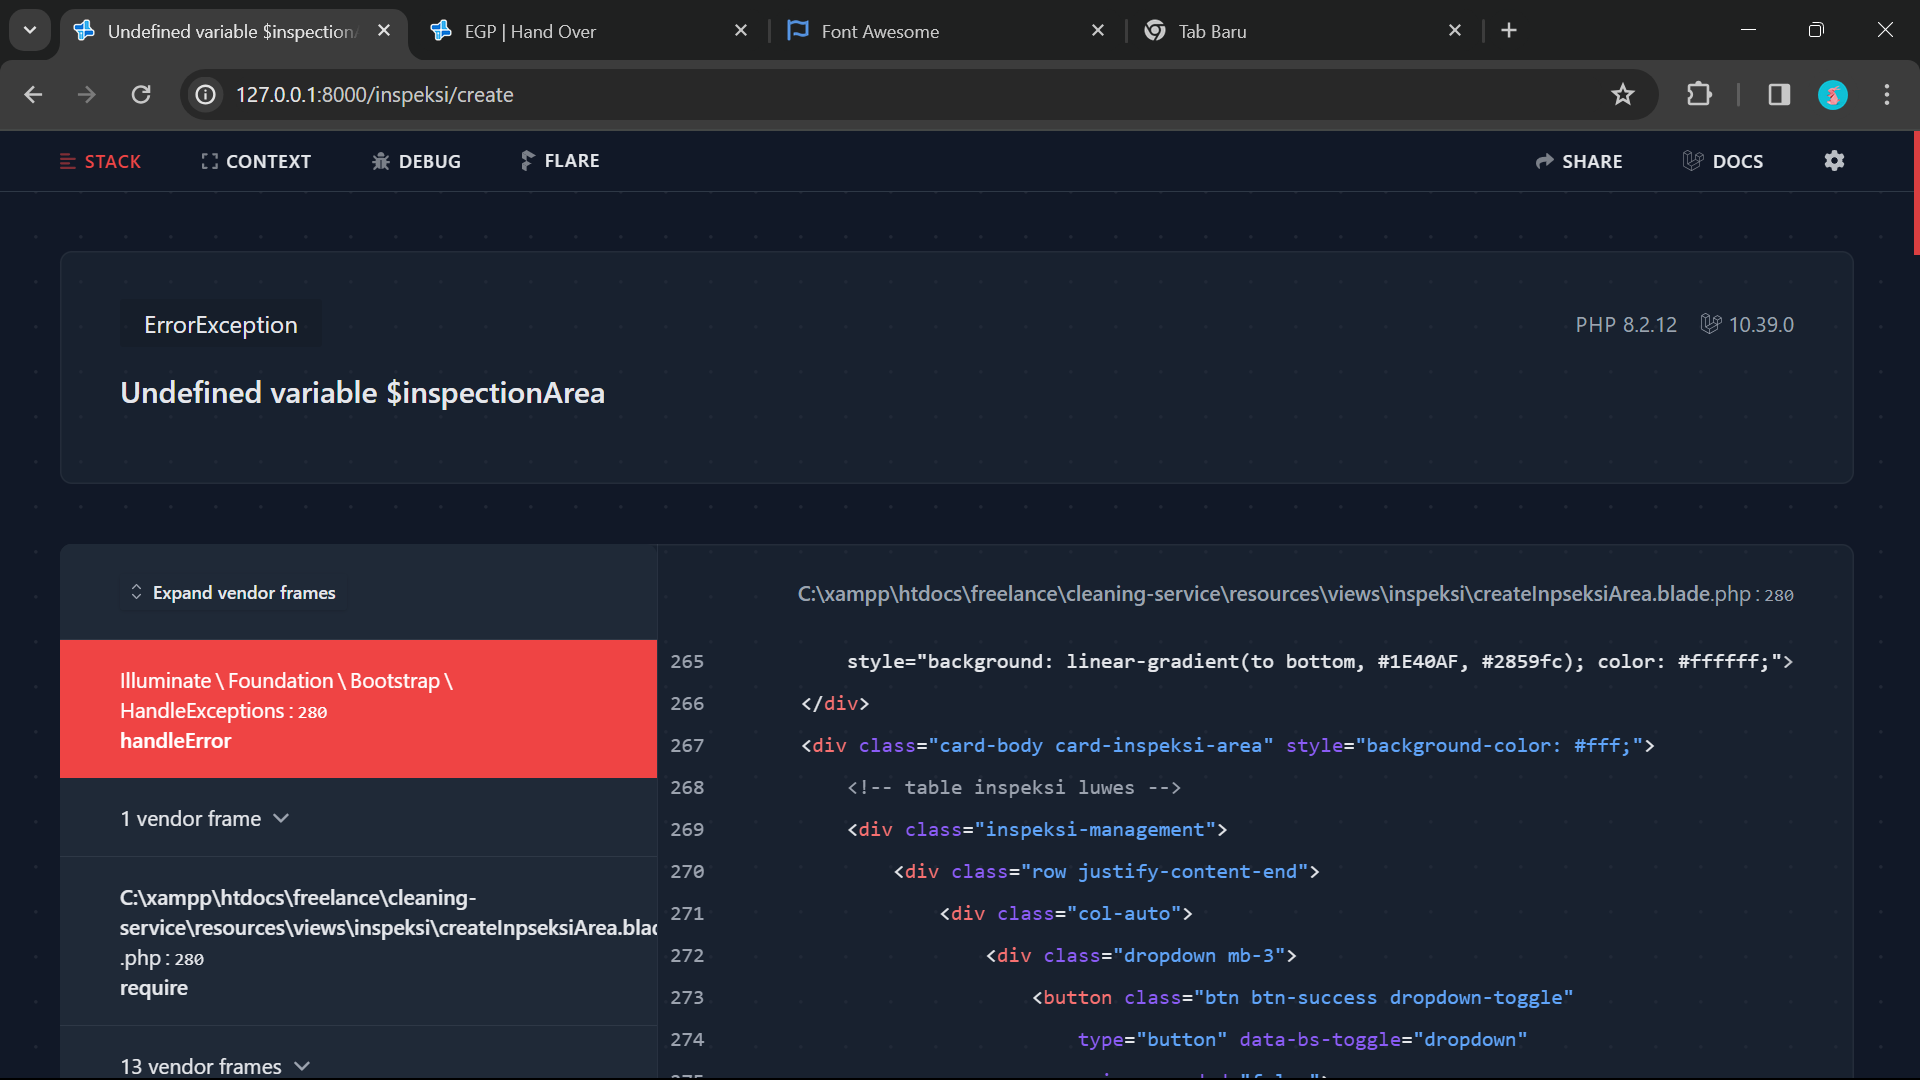 Undefined variable $inspection
EGP | Hand Over
Font Awesome
Tab Baru
127.0.0.1:8000/inspeksi/create
STACK
CONTEXT
DEBUG
FLARE
SHARE
DOCS
ErrorException
PHP 8.2.12
10.39.0
Undefined variable $inspectionArea
Expand vendor frames
Illuminate \ Foundation \ Bootstrap \
HandleExceptions : 280
handleError
1 vendor frame
C:\xampp\htdocs\freelance\cleaning-
service\resources\views\inspeksi\createInpseksiArea.blad
.php : 280
require
13 vendor frames
C:\xampp\htdocs\freelance\cleaning-service\resources\views\inspeksi\createInpseksiArea.blade.php : 280
265 style="background: linear-gradient(to bottom, #1E40AF, #2859fc); color: #ffffff;">
266 </div>
267 <div class="card-body card-inspeksi-area" style="background-color: #fff;">
268 <!-- table inspeksi luwes -->
269 <div class="inspeksi-management">
270 <div class="row justify-content-end">
271 <div class="col-auto">
272 <div class="dropdown mb-3">
273 <button class="btn btn-success dropdown-toggle"
274 type="button" data-bs-toggle="dropdown"